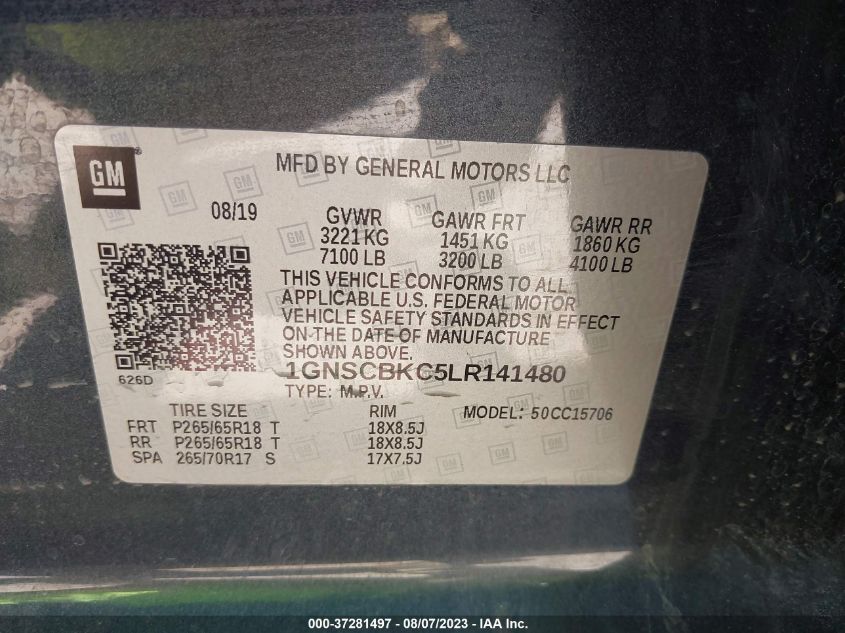 GM
MFD BY GENERAL MOTORS LLC
08/19
GVWR GAWR FRT GAWR RR
3221 KG 1451 KG 1860 KG
7100 LB 3200 LB 4100 LB
THIS VEHICLE CONFORMS TO ALL
APPLICABLE U.S. FEDERAL MOTOR
VEHICLE SAFETY STANDARDS IN EFFECT
ON THE DATE OF MANUFACTURE
SHOWN ABOVE.
1GNSCBKC5LR141480
626D
TYPE: M.P.V.
TIRE SIZE RIM MODEL: 50CC15706
FRT P265/65R18 T 18X8.5J
RR P265/65R18 T 18X8.5J
SPA 265/70R17 S 17X7.5J
000-37281497 - 08/07/2023 - IAA Inc.